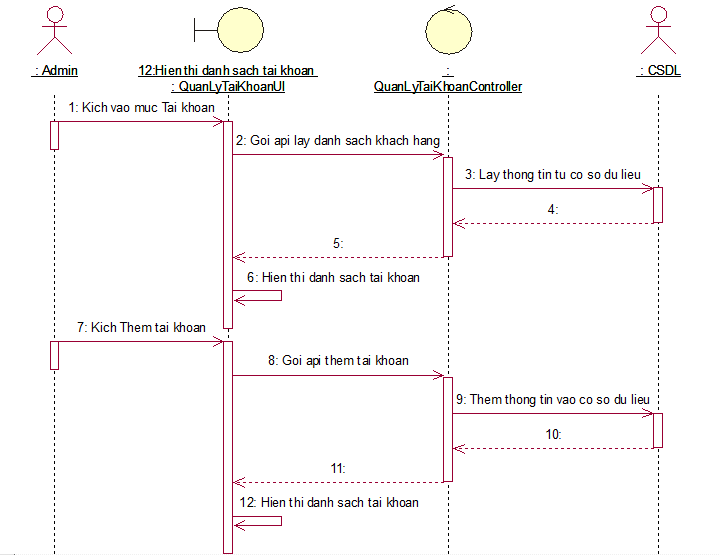 : Admin
12:Hien thi danh sach tai khoan
: QuanLyTaiKhoanUI
:
QuanLyTaiKhoanController
: CSDL
1: Kich vao muc Tai khoan
2: Goi api lay danh sach khach hang
3: Lay thong tin tu co so du lieu
4:
5:
6: Hien thi danh sach tai khoan
7: Kich Them tai khoan
8: Goi api them tai khoan
9: Them thong tin vao co so du lieu
10:
11:
12: Hien thi danh sach tai khoan